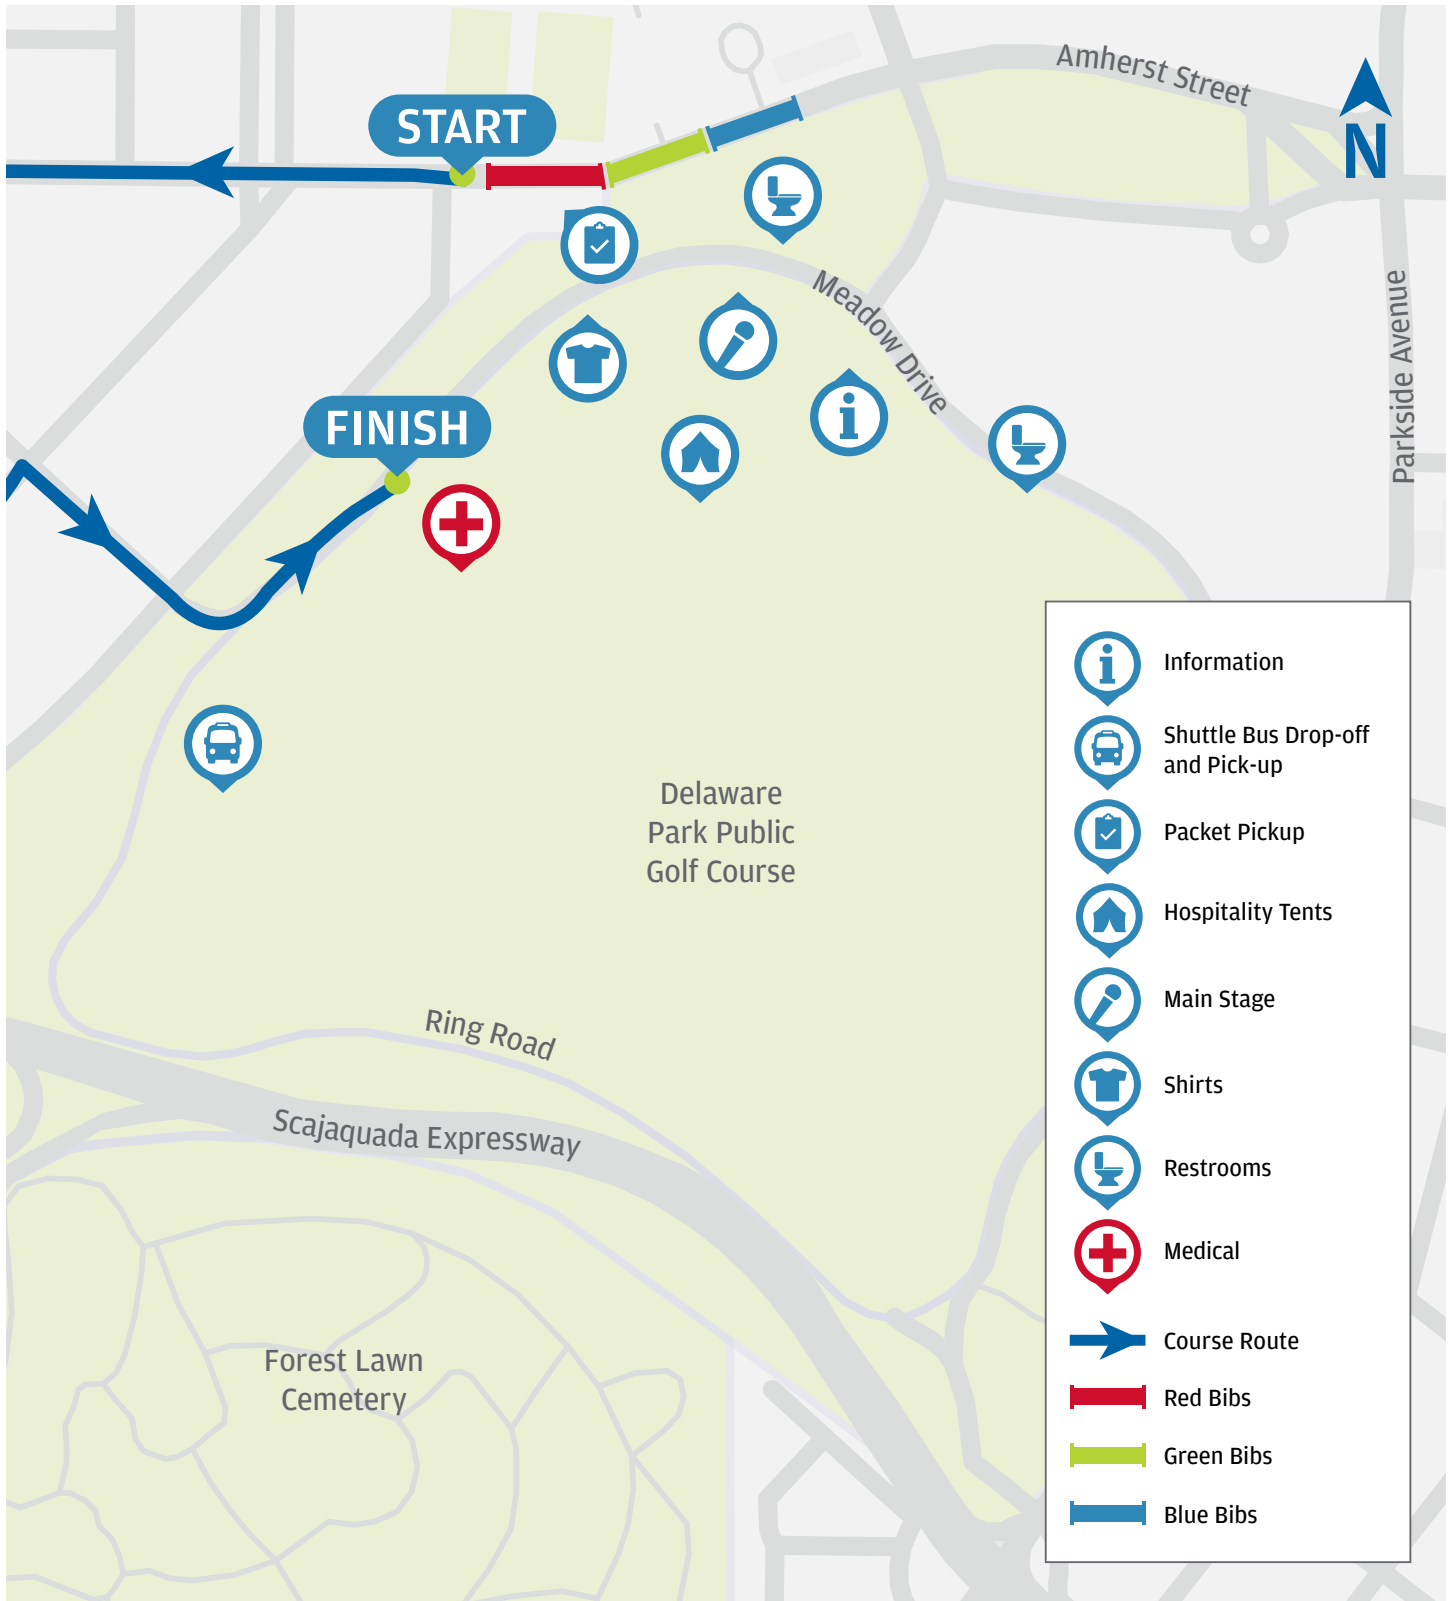 Amherst Street
START
N
Meadow Drive
Parkside Avenue
FINISH
Information
Shuttle Bus Drop-off
and Pick-up
Packet Pickup
Hospitality Tents
Main Stage
Shirts
Restrooms
Medical
Course Route
Red Bibs
Green Bibs
Blue Bibs
Delaware
Park Public
Golf Course
Ring Road
Scajaquada Expressway
Forest Lawn
Cemetery